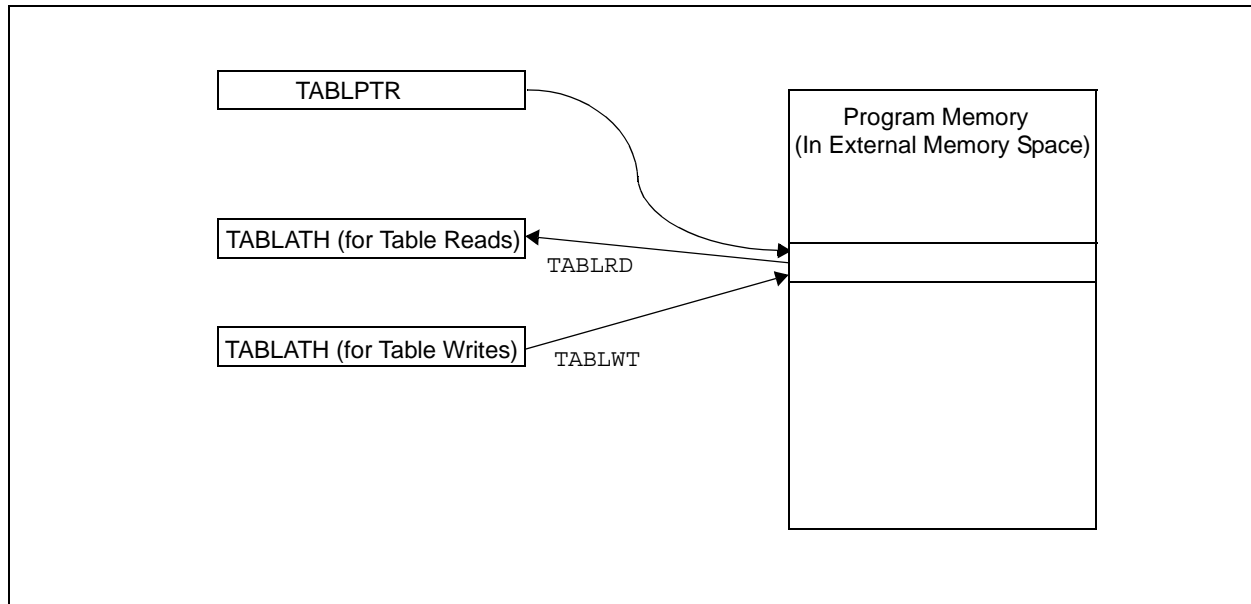 TABLPTR
Program Memory
(In External Memory Space)
TABLATH (for Table Reads)
TABLRD
TABLATH (for Table Writes)
TABLWT